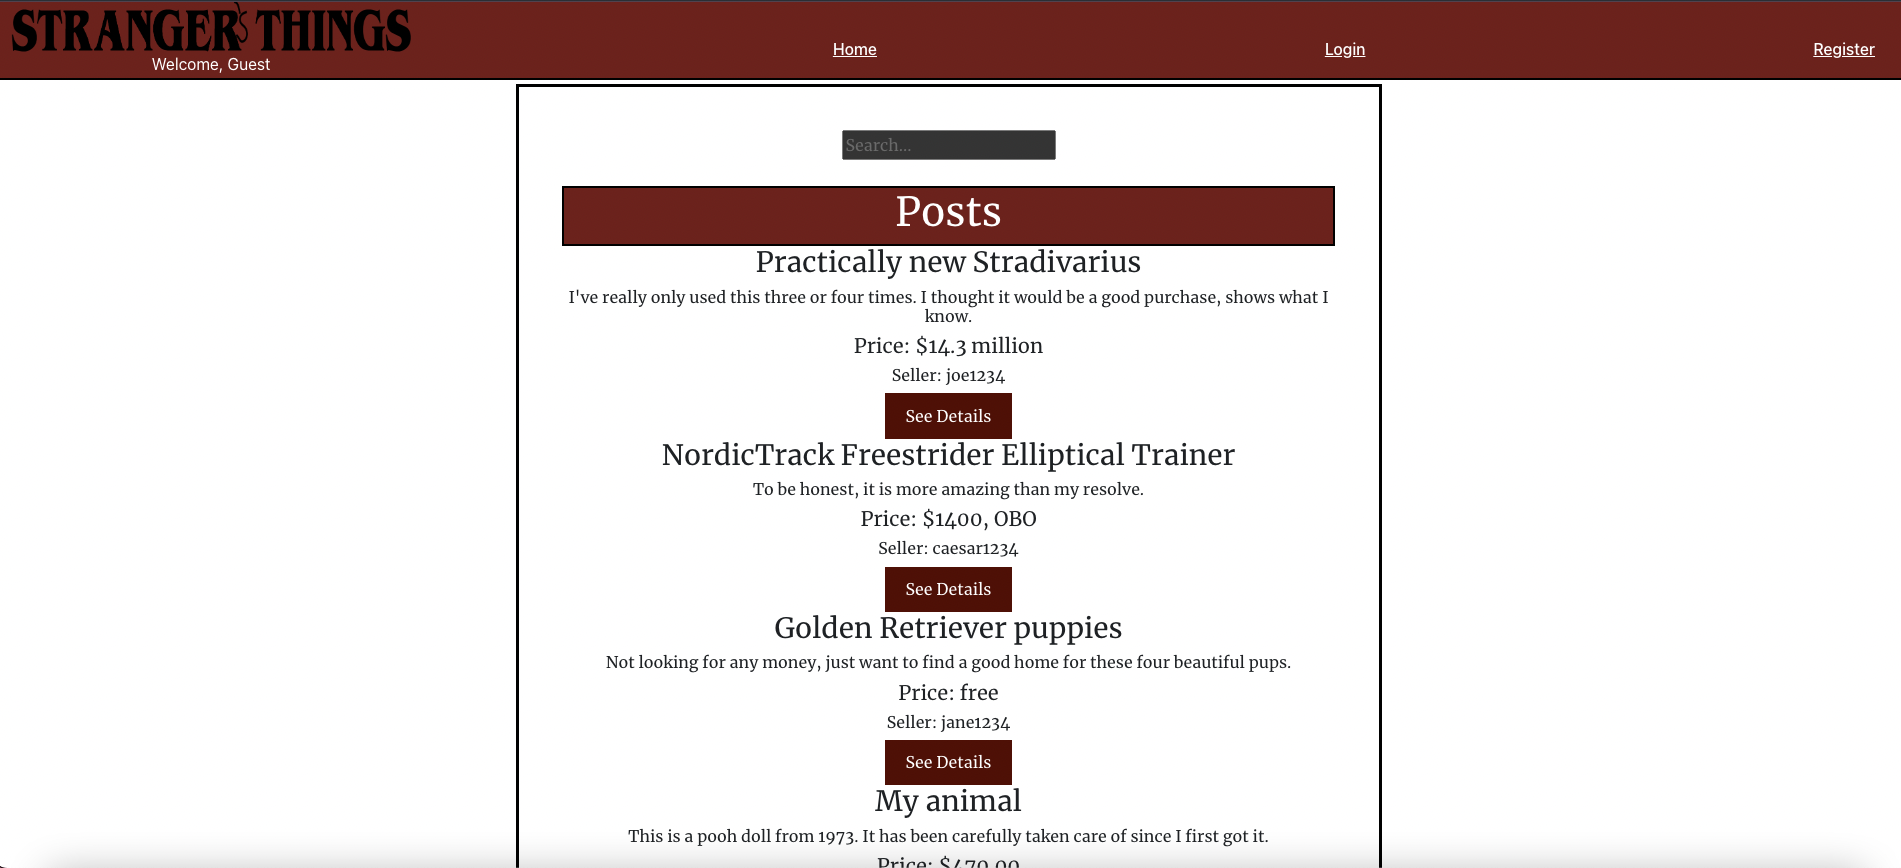 STRANGER THINGS
Welcome, Guest
Home
Login
Register
Search...
Posts
Practically new Stradivarius
I've really only used this three or four times. I thought it would be a good purchase, shows what I
know.
Price: $14.3 million
Seller: joe1234
See Details
NordicTrack Freestrider Elliptical Trainer
To be honest, it is more amazing than my resolve.
Price: $1400, OBO
Seller: caesar1234
See Details
Golden Retriever puppies
Not looking for any money, just want to find a good home for these four beautiful pups.
Price: free
Seller: jane1234
See Details
My animal
This is a pooh doll from 1973. It has been carefully taken care of since I first got it.
Price: $470.00